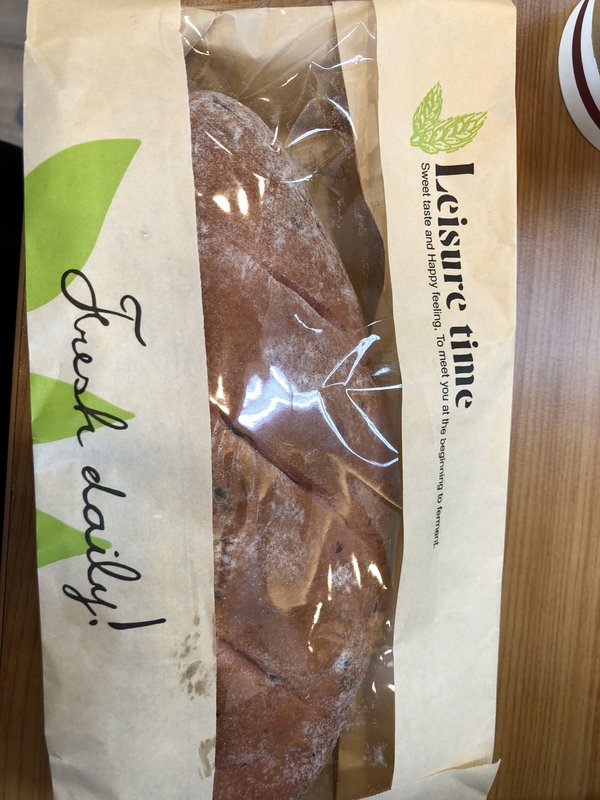 Leisure time
Sweet taste and Happy feeling, To meet you at the beginning to ferment.
Fresh daily!